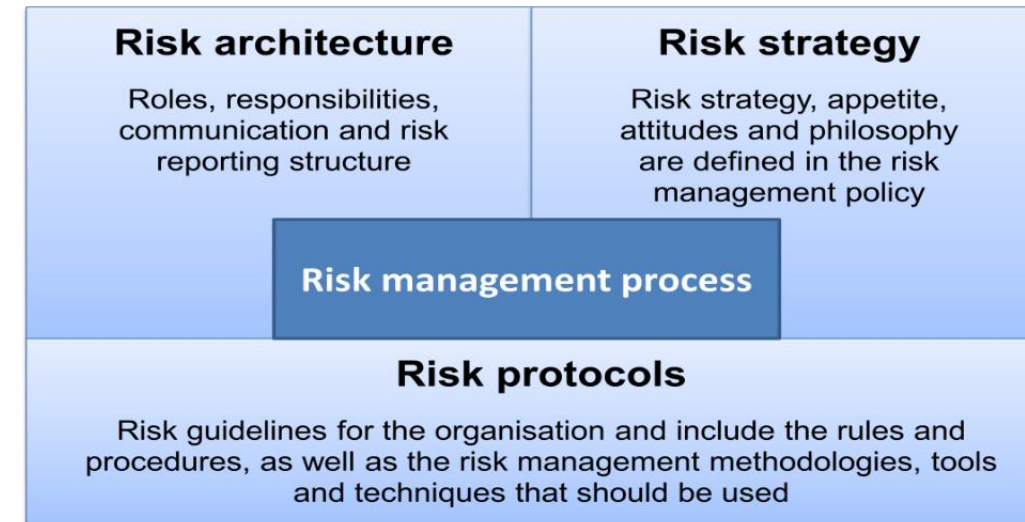 Risk architecture
Roles, responsibilities,
communication and risk
reporting structure
Risk strategy
Risk strategy, appetite,
attitudes and philosophy
are defined in the risk
management policy
Risk management process
Risk protocols
Risk guidelines for the organisation and include the rules and
procedures, as well as the risk management methodologies, tools
and techniques that should be used